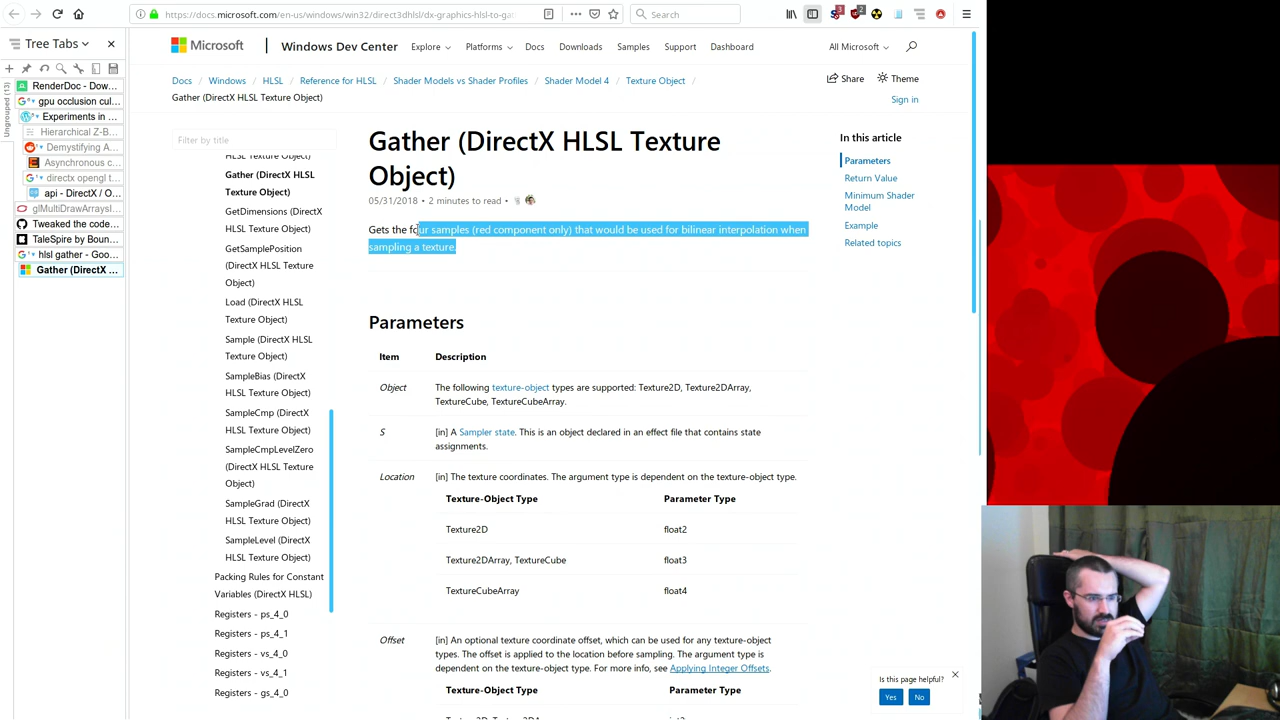 https://docs.microsoft.com/en-us/windows/win32/direct3dhlsl/dx-graphics-hlsl-to-ga
Search
3
2
Tree Tabs
Ungrouped (13)
RenderDoc - Dow...
gpu occlusion cul...
Experiments in ...
Hierarchical Z-B...
Demystifying A...
Asynchronous c...
directx opengl t...
api - DirectX / O...
glMultiDrawArraysI...
Tweaked the code...
TaleSpire by Boun...
hlsl gather - Goo...
Gather (DirectX ...
Microsoft
Windows Dev Center
Explore
Platforms
Docs
Downloads
Samples
Support
Dashboard
All Microsoft
Docs / Windows / HLSL / Reference for HLSL / Shader Models vs Shader Profiles / Shader Model 4 / Texture Object /
Gather (DirectX HLSL Texture Object)
Share
Theme
Sign in
Filter by title
HLSL Texture Object)
Gather (DirectX HLSL
Texture Object)
GetDimensions (DirectX
HLSL Texture Object)
GetSamplePosition
(DirectX HLSL Texture
Object)
Load (DirectX HLSL
Texture Object)
Sample (DirectX HLSL
Texture Object)
SampleBias (DirectX
HLSL Texture Object)
SampleCmp (DirectX
HLSL Texture Object)
SampleCmpLevelZero
(DirectX HLSL Texture
Object)
SampleGrad (DirectX
HLSL Texture Object)
SampleLevel (DirectX
HLSL Texture Object)
Packing Rules for Constant
Variables (DirectX HLSL)
Registers - ps_4_0
Registers - ps_4_1
Registers - vs_4_0
Registers - vs_4_1
Registers - gs_4_0
Gather (DirectX HLSL Texture
Object)
05/31/2018 • 2 minutes to read •
Gets the four samples (red component only) that would be used for bilinear interpolation when
sampling a texture.
Parameters
Item Description
Object The following texture-object types are supported: Texture2D, Texture2DArray,
TextureCube, TextureCubeArray.
S [in] A Sampler state. This is an object declared in an effect file that contains state
assignments.
Location [in] The texture coordinates. The argument type is dependent on the texture-object type.
Texture-Object Type Parameter Type
Texture2D float2
Texture2DArray, TextureCube float3
TextureCubeArray float4
Offset [in] An optional texture coordinate offset, which can be used for any texture-object
types. The offset is applied to the location before sampling. The argument type is
dependent on the texture-object type. For more info, see Applying Integer Offsets.
Texture-Object Type Parameter Type
In this article
Parameters
Return Value
Minimum Shader
Model
Example
Related topics
Is this page helpful?
Yes
No